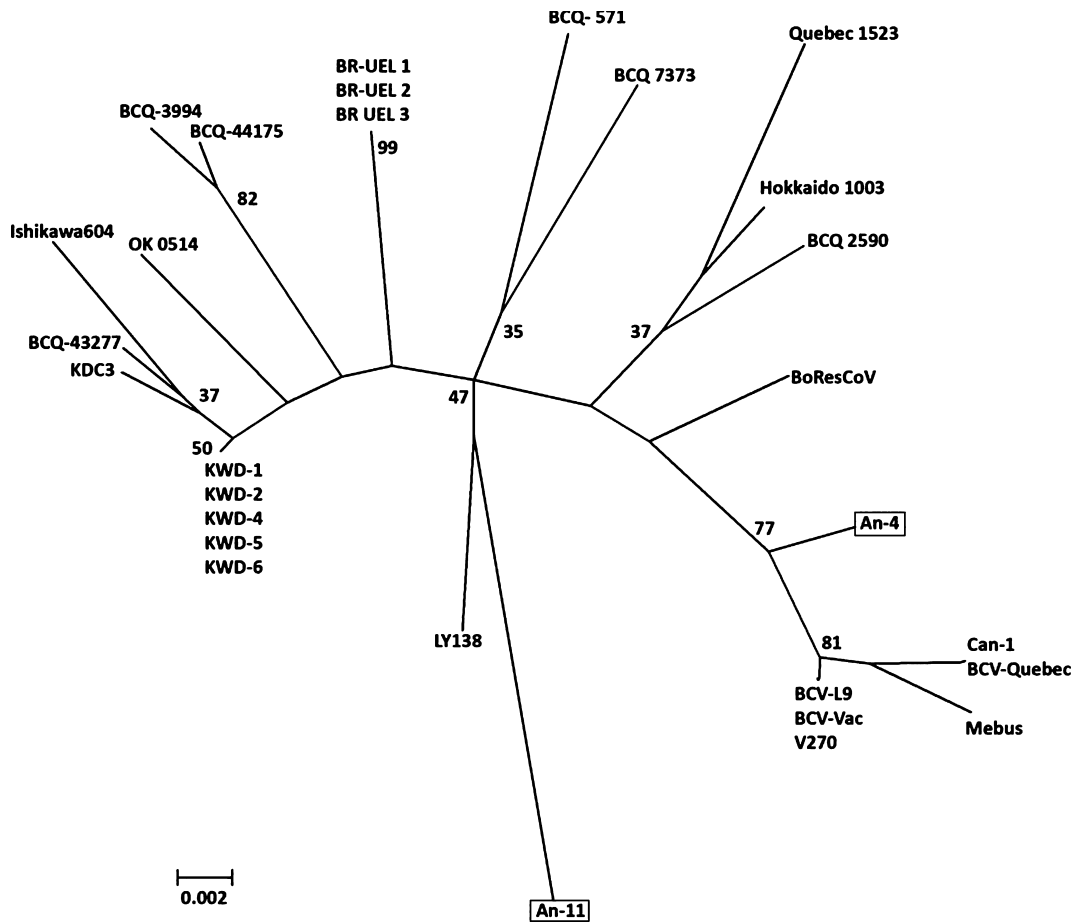 BCQ- 571
Quebec 1523
BR-UEL 1
BR-UEL 2
BR UEL 3
BCQ 7373
BCQ-3994
BCQ-44175
99
82
Hokkaido 1003
Ishikawa604
OK 0514
BCQ 2590
35
37
BCQ-43277
KDC3
37
47
BoResCoV
50
KWD-1
KWD-2
KWD-4
KWD-5
KWD-6
77
An-4
LY138
81
Can-1
BCV-Quebec
BCV-L9
BCV-Vac
V270
Mebus
0.002
An-11